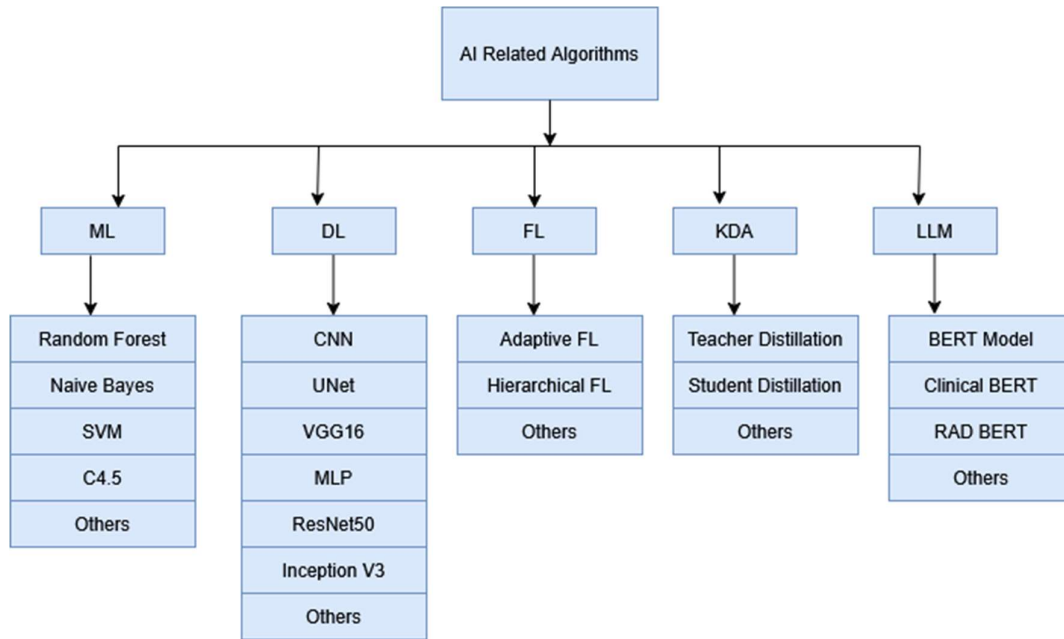 AI Related Algorithms
ML
DL
FL
KDA
LLM
Random Forest
Naive Bayes
SVM
C4.5
Others
CNN
UNet
VGG16
MLP
ResNet50
Inception V3
Others
Adaptive FL
Hierarchical FL
Others
Teacher Distillation
Student Distillation
Others
BERT Model
Clinical BERT
RAD BERT
Others